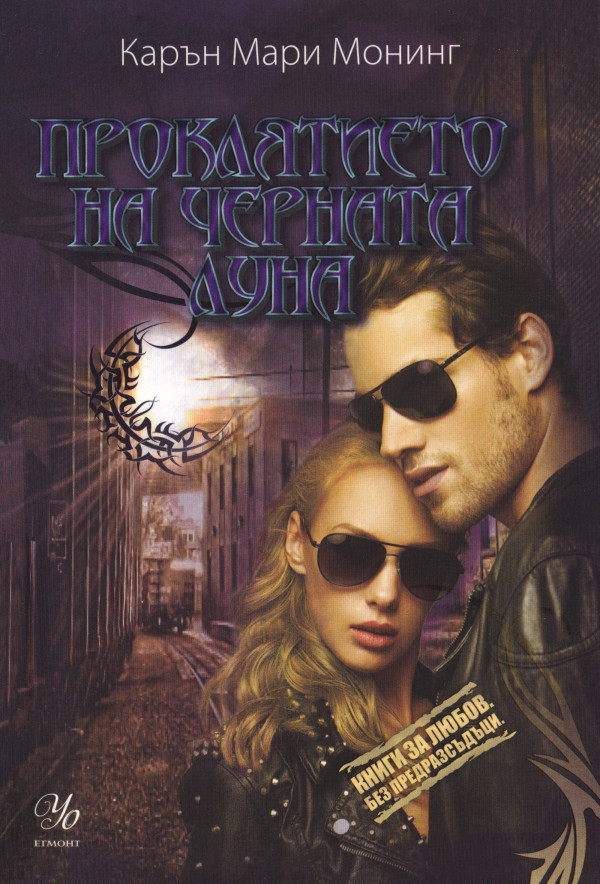 Карън Мари Монинг
ПРОКЛЯТИЕТО
НА ЧЕРНАТА
ЛУНА
КНИГИ ЗА ЛЮБОВ.
БЕЗ ПРЕДРАЗСЪДЪЦИ.
УО
ЕГМОНТ